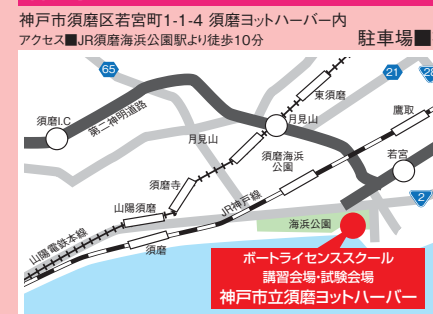 神戸市須磨区若宮町1-1-4 須磨ヨットハーバー内
アクセス■JR須磨海浜公園駅より徒歩10分
駐車場■
65
21
28
東須磨
須磨I.C
第二神明道路
月見山
月見山
鷹取
須磨海浜
公園
若宮
須磨寺
山陽須磨
JR神戸線
2
海浜公園
山陽電鉄本線
須磨
ボートライセンススクール
講習会場・試験会場
神戸市立須磨ヨットハーバー